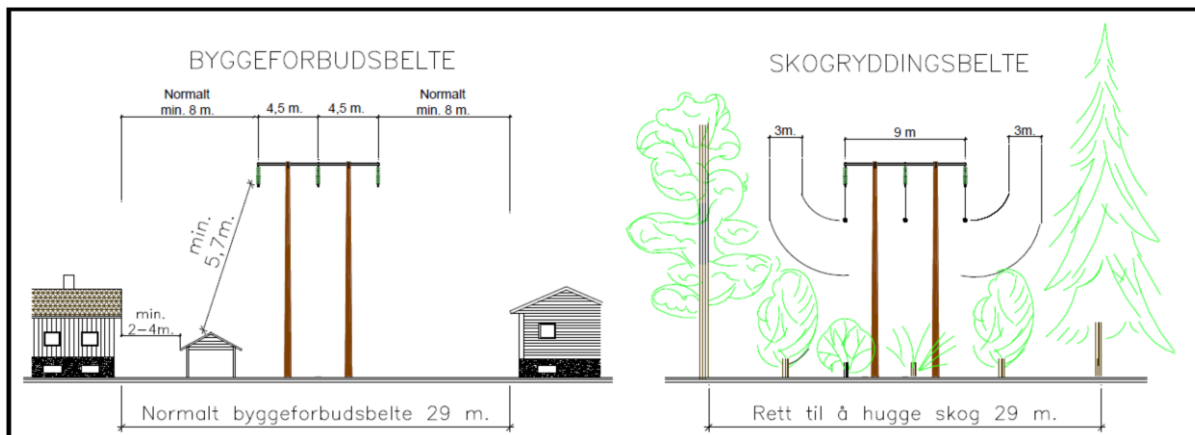 BYGGEFORBUDSBELTE
Normalt
min. 8 m.
4,5 m.
4,5 m.
Normalt
min. 8 m.
min.
5,7m.
min.
2-4m.
Normalt byggeforbudsbelte 29 m.
SKOGRYDDINGSBELTE
3m.
9 m
3m.
Rett til å hugge skog 29 m.